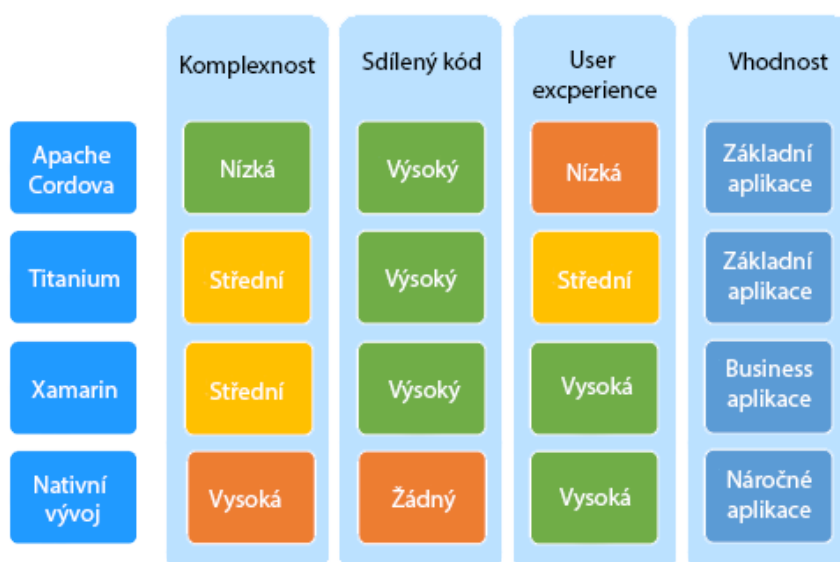 Komplexnost
Sdílený kód
User
excperience
Vhodnost
Apache
Cordova
Nízká
Výsoký
Nízká
Základní
aplikace
Titanium
Střední
Výsoký
Střední
Základní
aplikace
Xamarin
Střední
Výsoký
Vysoká
Business
aplikace
Nativní
vývoj
Vysoká
Žádný
Vysoká
Náročné
aplikace